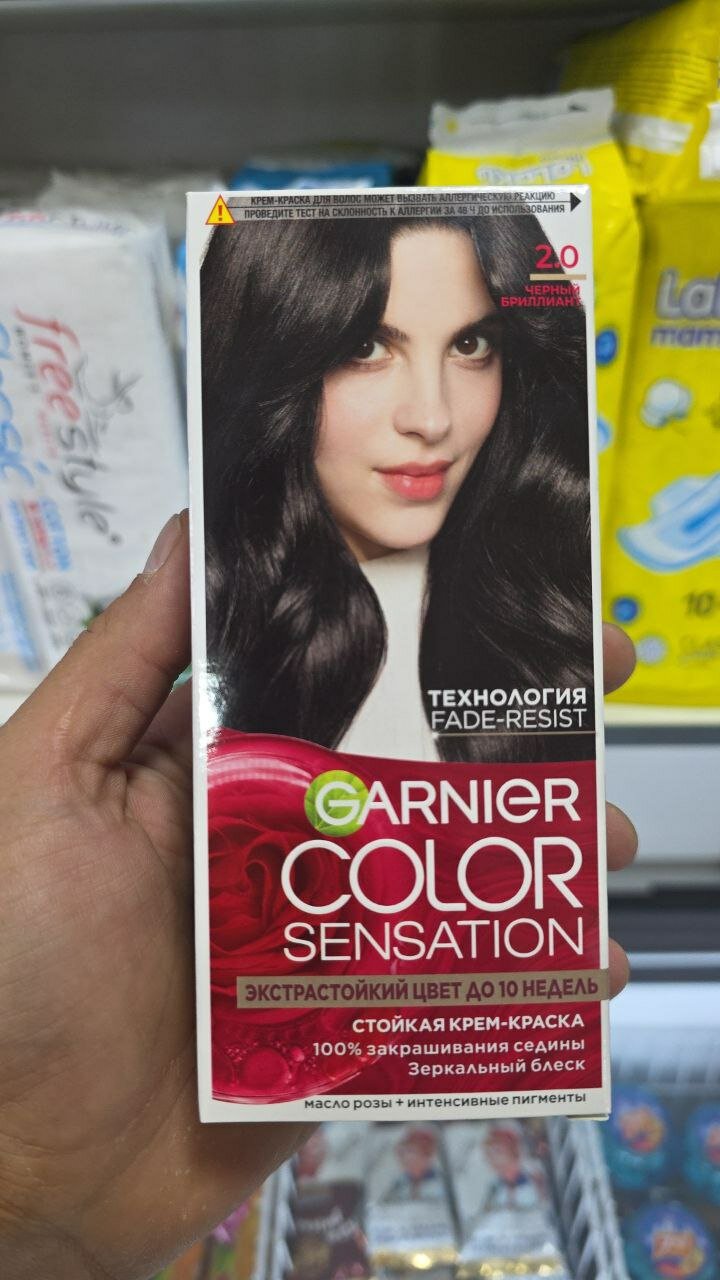 КРЕМ-КРАСКА ДЛЯ ВОЛОС МОЖЕТ ВЫЗВАТЬ АЛЛЕРГИЧЕСКУЮ РЕАКЦИЮ
ПРОВЕДИТЕ ТЕСТ НА СКЛОННОСТЬ К АЛЛЕРГИИ ЗА 48 Ч ДО ИСПОЛЬЗОВАНИЯ
2.0
ЧЕРНЫЙ
БРИЛЛИАНТ
ТЕХНОЛОГИЯ
FADE-RESIST
GARNIER
COLOR
SENSATION
ЭКСТРАСТОЙКИЙ ЦВЕТ ДО 10 НЕДЕЛЬ
СТОЙКАЯ КРЕМ-КРАСКА
100% закрашивания седины
Зеркальный блеск
масло розы + интенсивные пигменты
freestyle
10